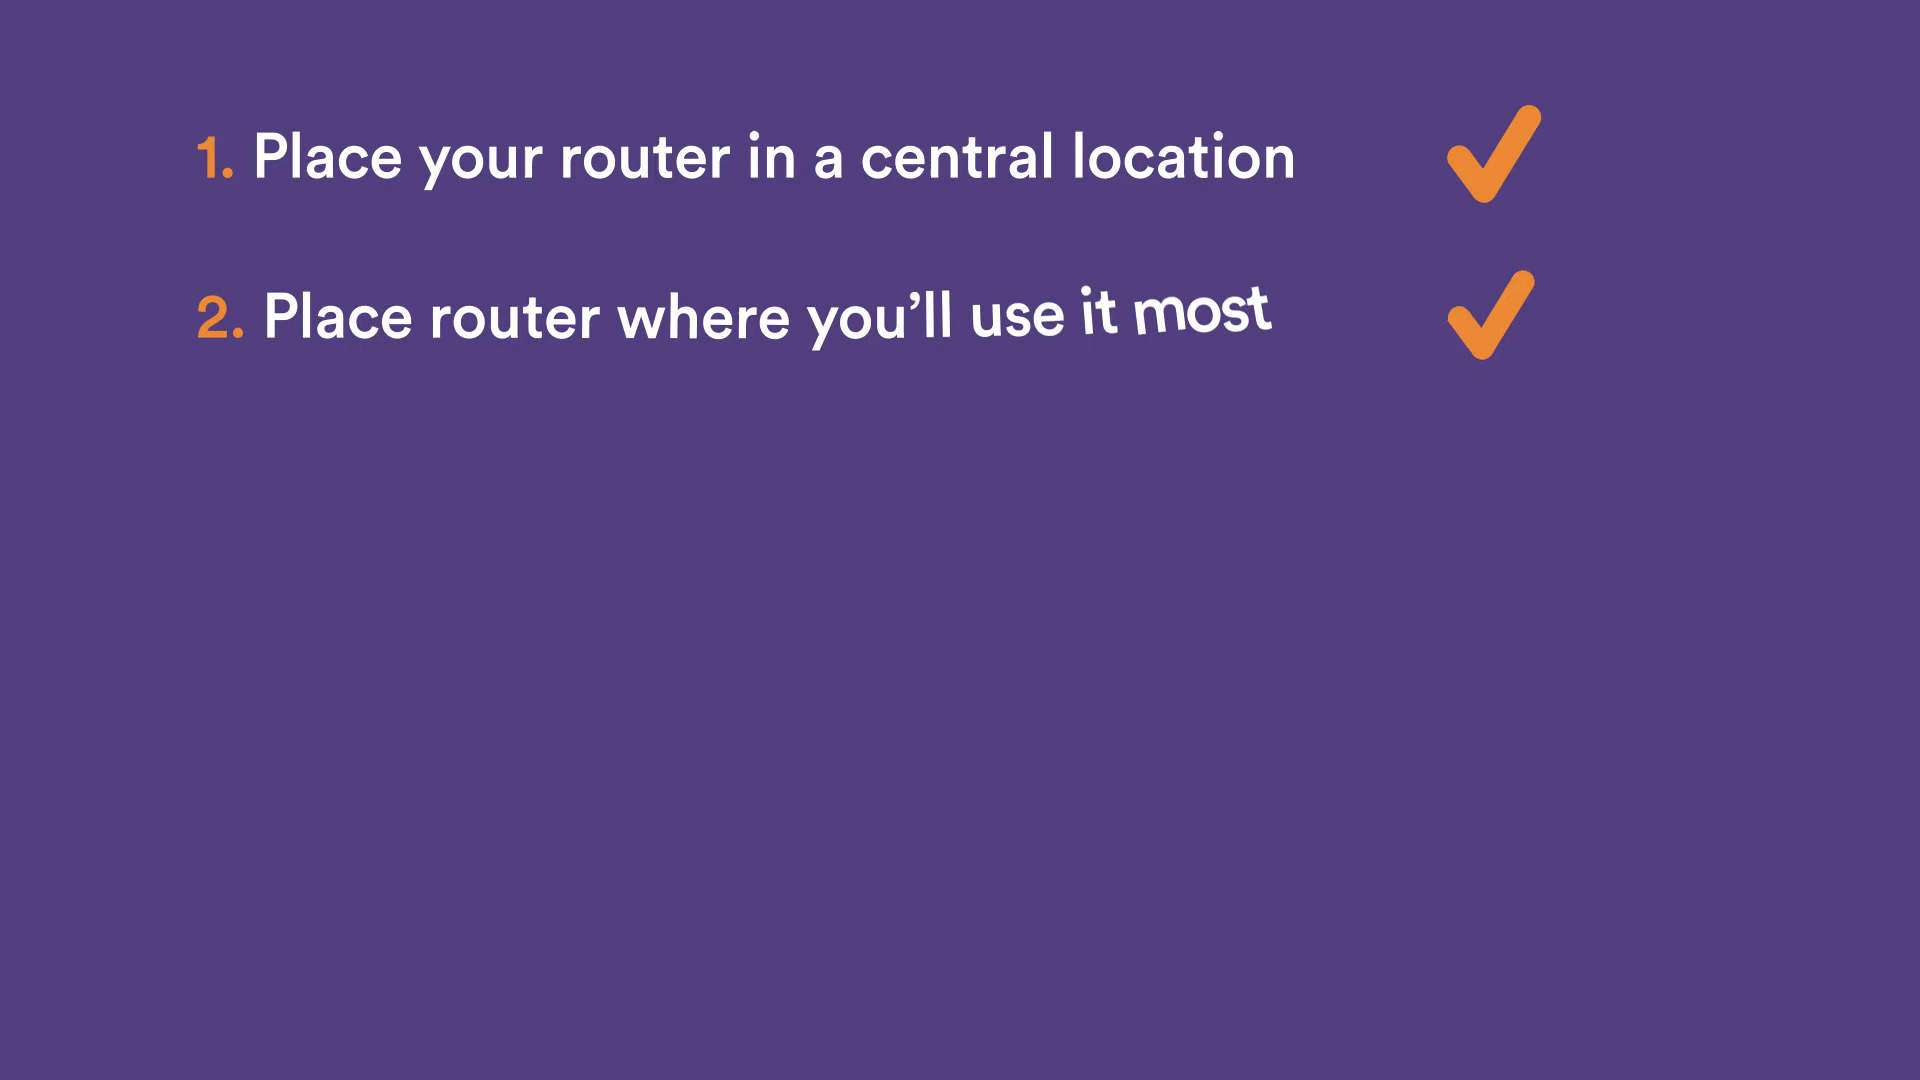 1. Place your router in a central location
2. Place router where you’ll use it most